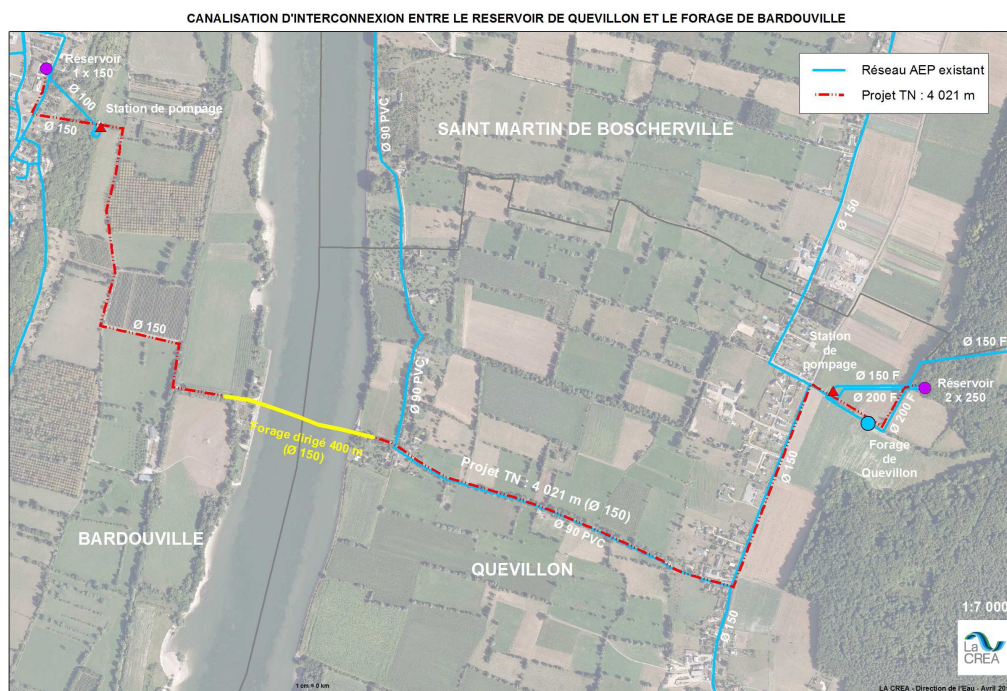 CANALISATION D'INTERCONNEXION ENTRE LE RESERVOIR DE QUEVILLON ET LE FORAGE DE BARDOUVILLE
Réseau AEP existant
Projet TN : 4 021 m
Réservoir
1 x 150
Ø 100
Station de pompage
Ø 150
Ø 90 PVC
SAINT MARTIN DE BOSCHERVILLE
Ø 150
Ø 150
Station
de
pompage
Ø 150 F.
Ø 150 F.
Ø 200 F.
Ø 200 F.
Réservoir
2 x 250
Forage
de
Quevillon
Ø 90 PVC
Forage dirigé 400 m
(Ø 150)
Projet TN : 4 021 m (Ø 150)
Ø 90 PVC
Ø 150
BARDOUVILLE
QUEVILLON
Ø 150
1:7 000
La
CREA
1 cm = 0 km
LA CREA - Direction de l'Eau - Avril